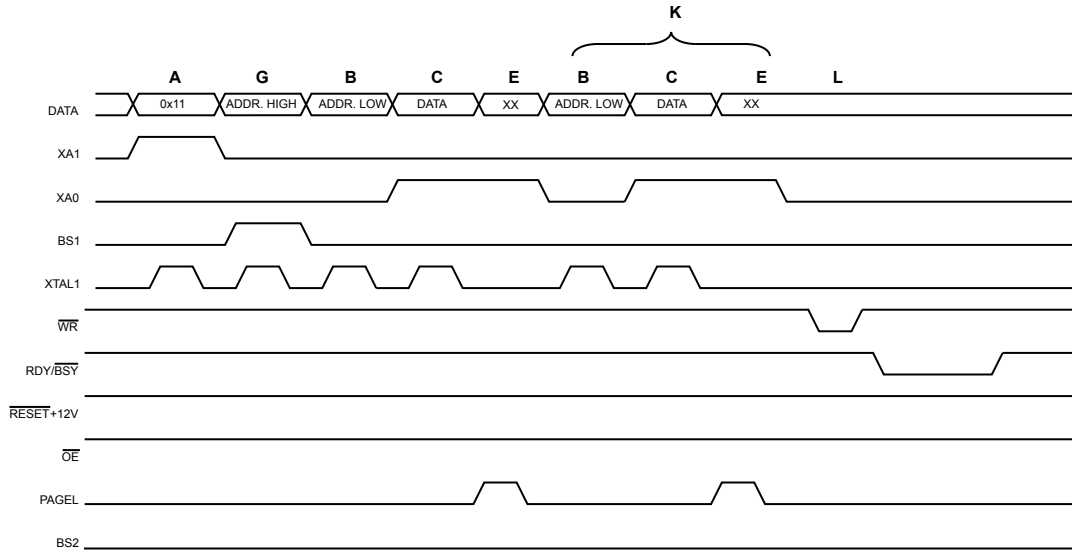 K
A G B C E B C E L
DATA 0x11 ADDR. HIGH ADDR. LOW DATA XX ADDR. LOW DATA XX
XA1
XA0
BS1
XTAL1
WR
RDY/BSY
RESET+12V
OE
PAGEL
BS2